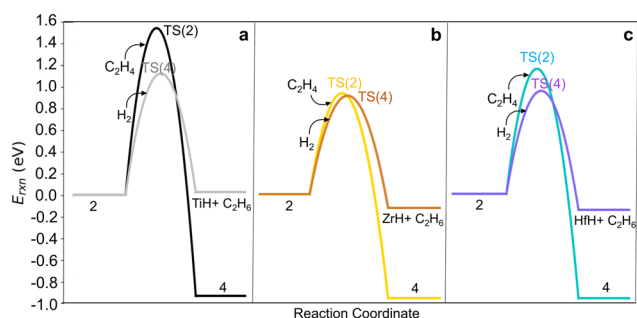 E_rxn (eV)
1.6
1.4
1.2
1.0
0.8
0.6
0.4
0.2
0.0
-0.2
-0.4
-0.6
-0.8
-1.0
a
TS(2)
C₂H₄
TS(4)
H₂
2
TiH+ C₂H₆
4
b
TS(2)
C₂H₄
TS(4)
H₂
2
ZrH+ C₂H₆
4
c
TS(2)
C₂H₄
TS(4)
H₂
2
HfH+ C₂H₆
4
Reaction Coordinate